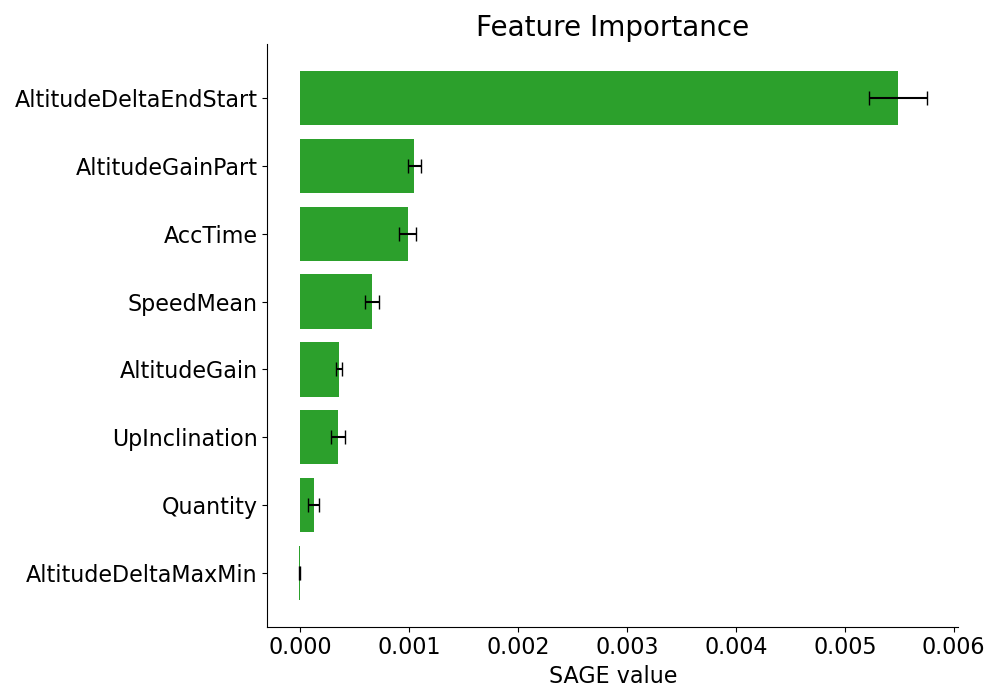 Feature Importance
AltitudeDeltaEndStart
AltitudeGainPart
AccTime
SpeedMean
AltitudeGain
UpInclination
Quantity
AltitudeDeltaMaxMin
0.000 0.001 0.002 0.003 0.004 0.005 0.006
SAGE value